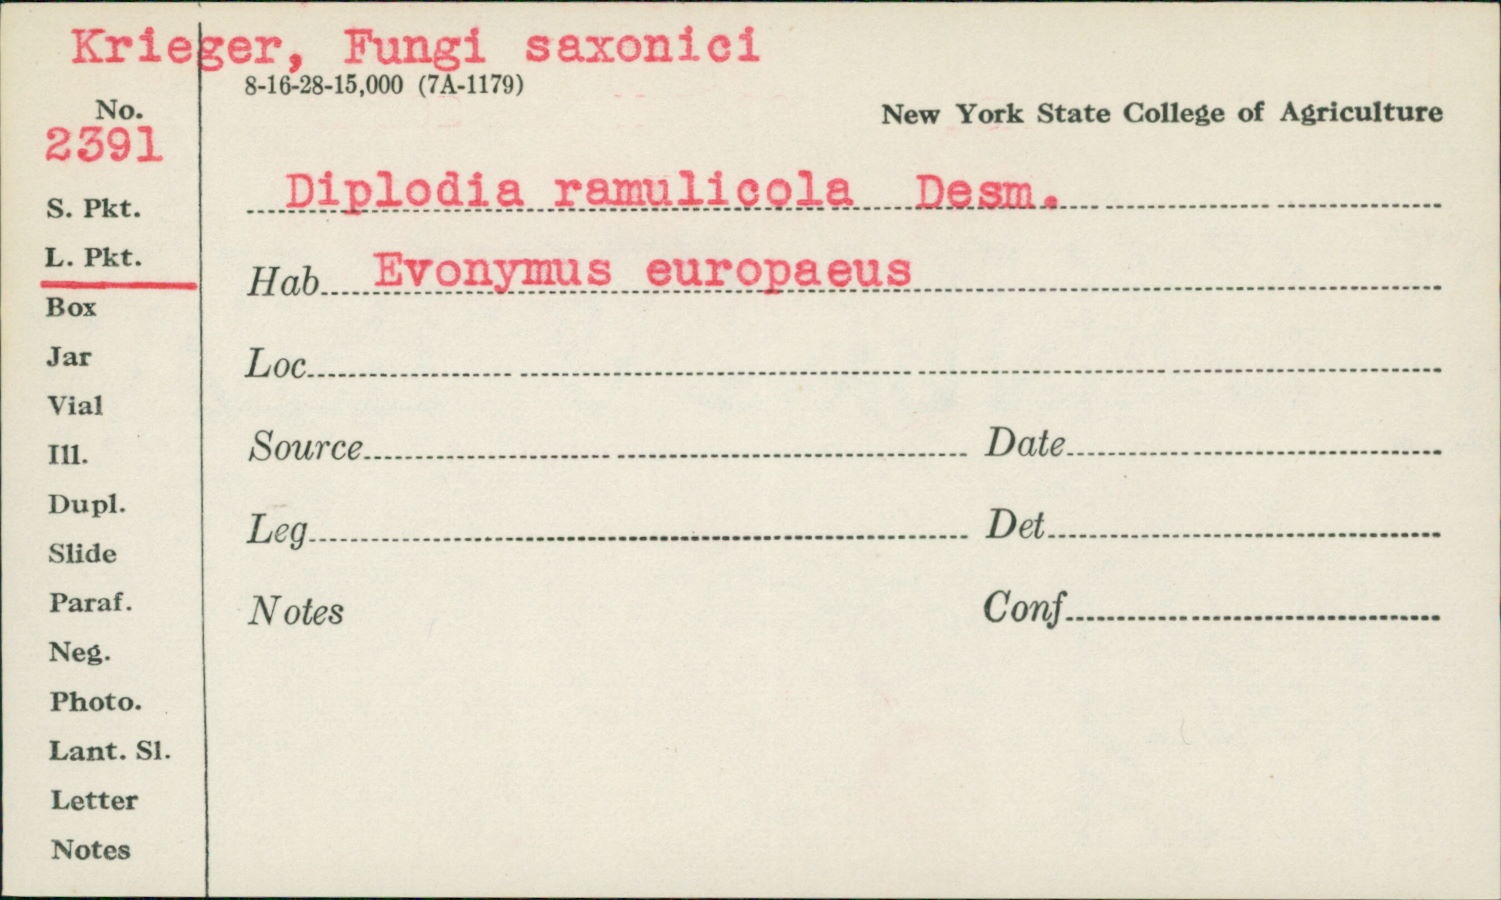 Krieger, Fungi saxonici
8-16-28-15,000 (7A-1179)
No.
2391
New York State College of Agriculture
S. Pkt.
Diplodia ramulicola Desm.
L. Pkt.
Hab. Evonymus europaeus
Box
Jar
Loc.
Vial
Ill.
Source
Date
Dupl.
Leg.
Det.
Slide
Paraf.
Notes
Conf.
Neg.
Photo.
Lant. Sl.
Letter
Notes